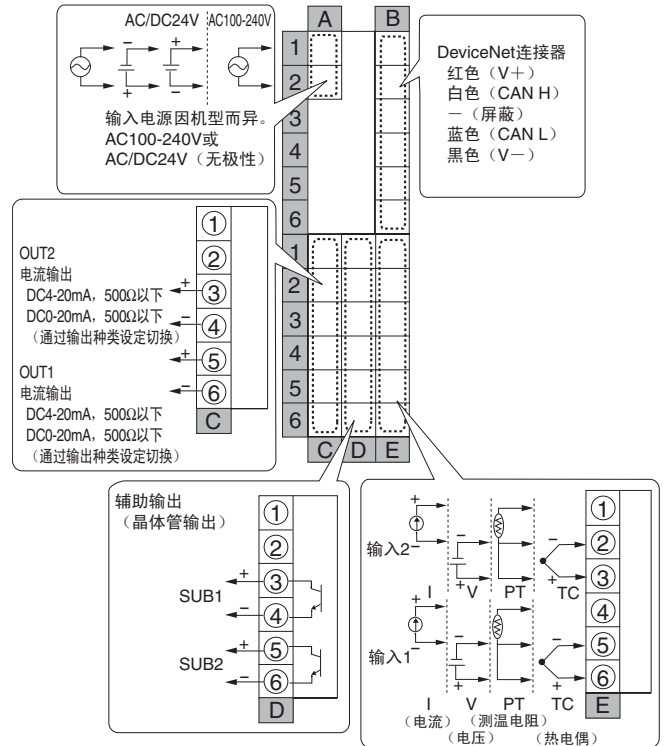 AC/DC24V AC100-240V
− + + −
输入电源因机型而异。
AC100-240V或
AC/DC24V（无极性）
A B
1
2
3
4
5
6
1
2
3
4
5
6
C D E
DeviceNet连接器
红色（V＋）
白色（CAN H）
－（屏蔽）
蓝色（CAN L）
黑色（V－）
①
②
③
④
⑤
⑥
C
OUT2
电流输出
DC4-20mA，500Ω以下 +
DC0-20mA，500Ω以下 −
（通过输出种类设定切换）
+
OUT1 −
电流输出
DC4-20mA，500Ω以下
DC0-20mA，500Ω以下
（通过输出种类设定切换）
辅助输出
（晶体管输出）
①
②
③
④
⑤
⑥
D
+
SUB1
−
+
SUB2
−
+ − −
输入2 −
+ +
I V PT TC
+ − −
输入1 −
+ +
I V PT TC
（电流）（测温电阻）
（电压） （热电偶）
①
②
③
④
⑤
⑥
E